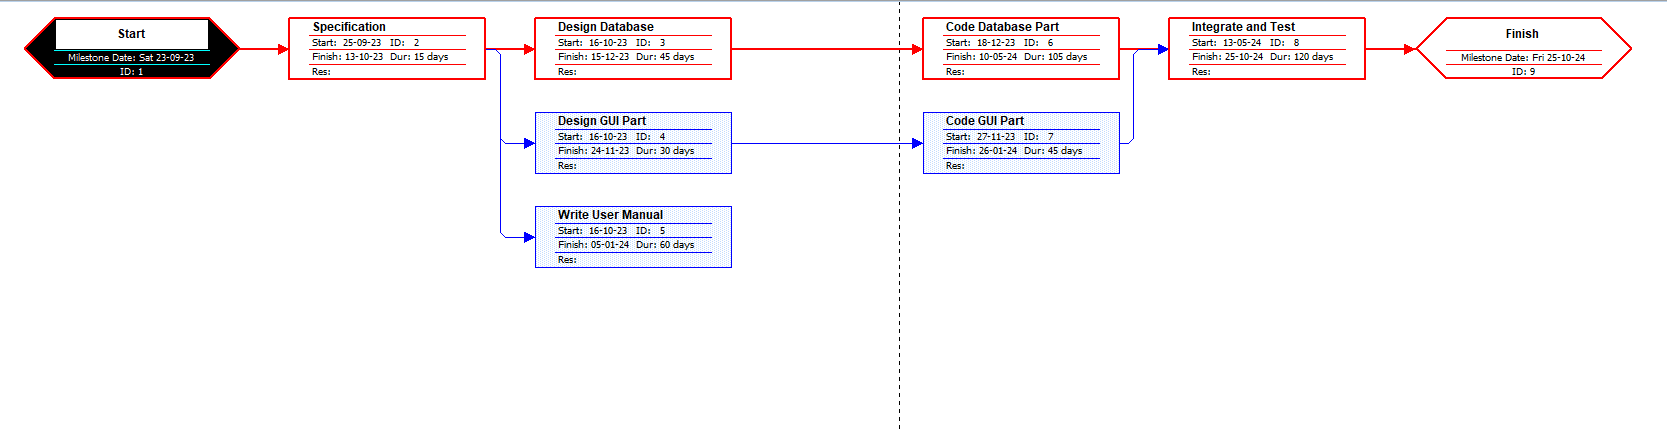 Start
Milestone Date: Sat 23-09-23
ID: 1
Specification
Start: 25-09-23 ID: 2
Finish: 13-10-23 Dur: 15 days
Res:
Design Database
Start: 16-10-23 ID: 3
Finish: 15-12-23 Dur: 45 days
Res:
Code Database Part
Start: 18-12-23 ID: 6
Finish: 10-05-24 Dur: 105 days
Res:
Integrate and Test
Start: 13-05-24 ID: 8
Finish: 25-10-24 Dur: 120 days
Res:
Finish
Milestone Date: Fri 25-10-24
ID: 9
Design GUI Part
Start: 16-10-23 ID: 4
Finish: 24-11-23 Dur: 30 days
Res:
Code GUI Part
Start: 27-11-23 ID: 7
Finish: 26-01-24 Dur: 45 days
Res:
Write User Manual
Start: 16-10-23 ID: 5
Finish: 05-01-24 Dur: 60 days
Res: